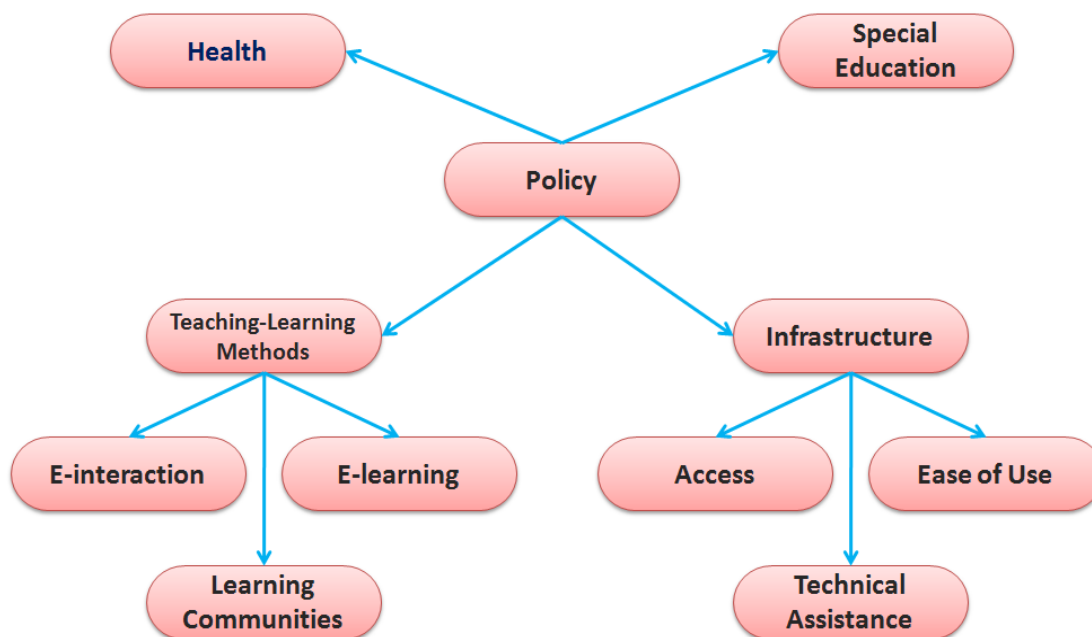 Health
Special
Education
Policy
Teaching-Learning
Methods
Infrastructure
E-interaction
E-learning
Access
Ease of Use
Learning
Communities
Technical
Assistance